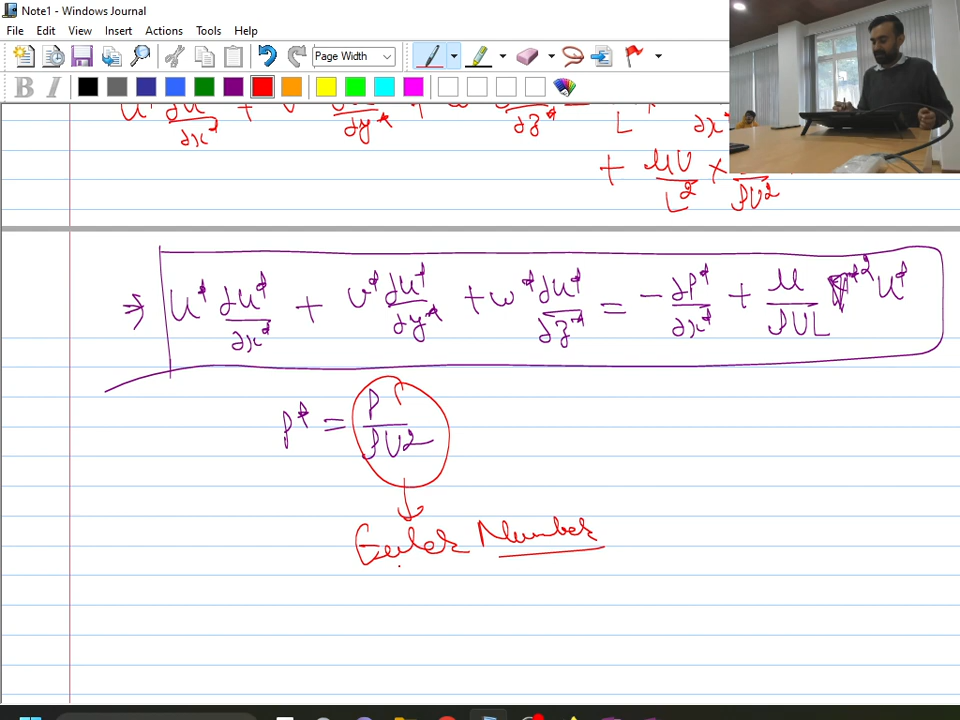 Note1 - Windows Journal
File Edit View Insert Actions Tools Help
Page Width
B I U
u* ∂u*/∂x* + v* /∂y* + w* /∂z* =
+ μU/L² × /ρU²
⇒ u* ∂u*/∂x* + v* ∂u*/∂y* + w* ∂u*/∂z* = - ∂P*/∂x* + μ/ρUL ∇*² u*
P* = P/ρU2
Euler Number